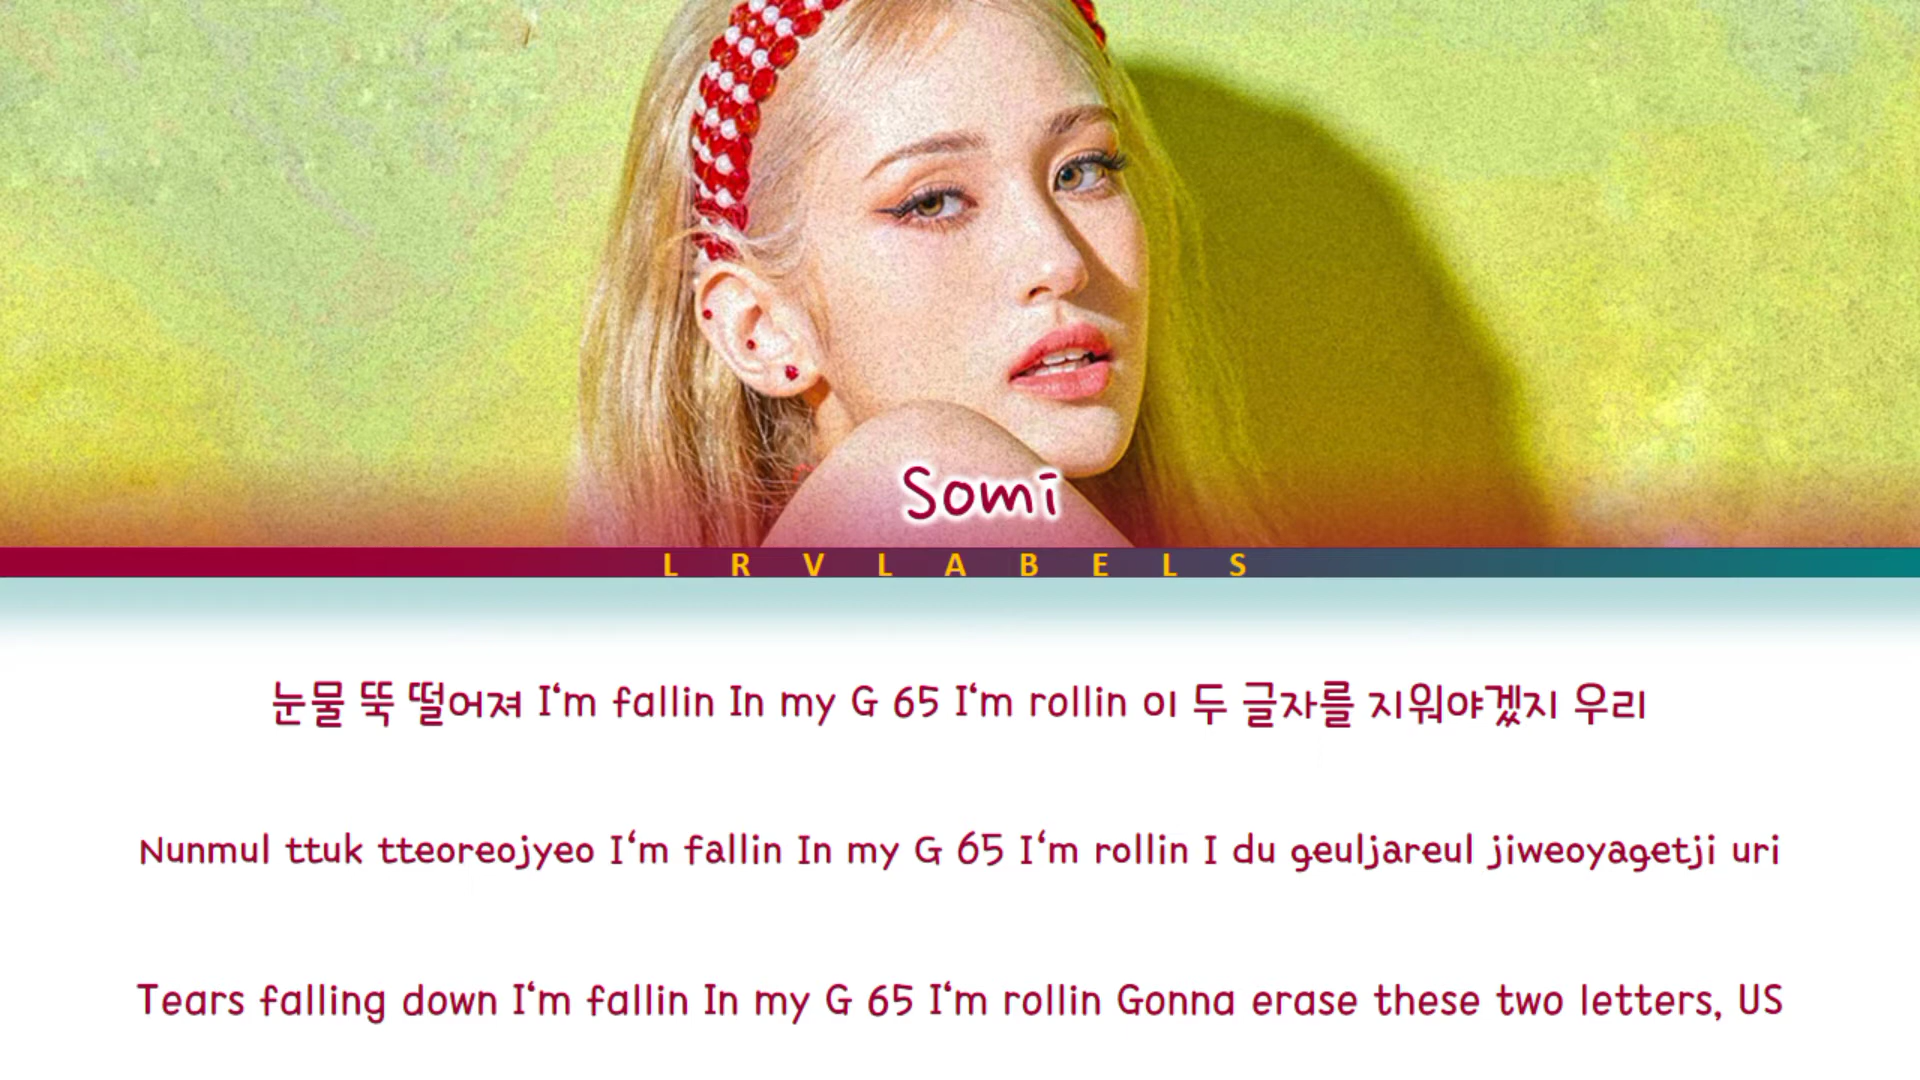 Somi
LRVLABELS
눈물 뚝 떨어져 I‘m fallin In my G 65 I‘m rollin 이 두 글자를 지워야겠지 우리
Nunmul ttuk tteoreojyeo I‘m fallin In my G 65 I‘m rollin I du geuljareul jiweoyagetji uri
Tears falling down I‘m fallin In my G 65 I‘m rollin Gonna erase these two letters, US